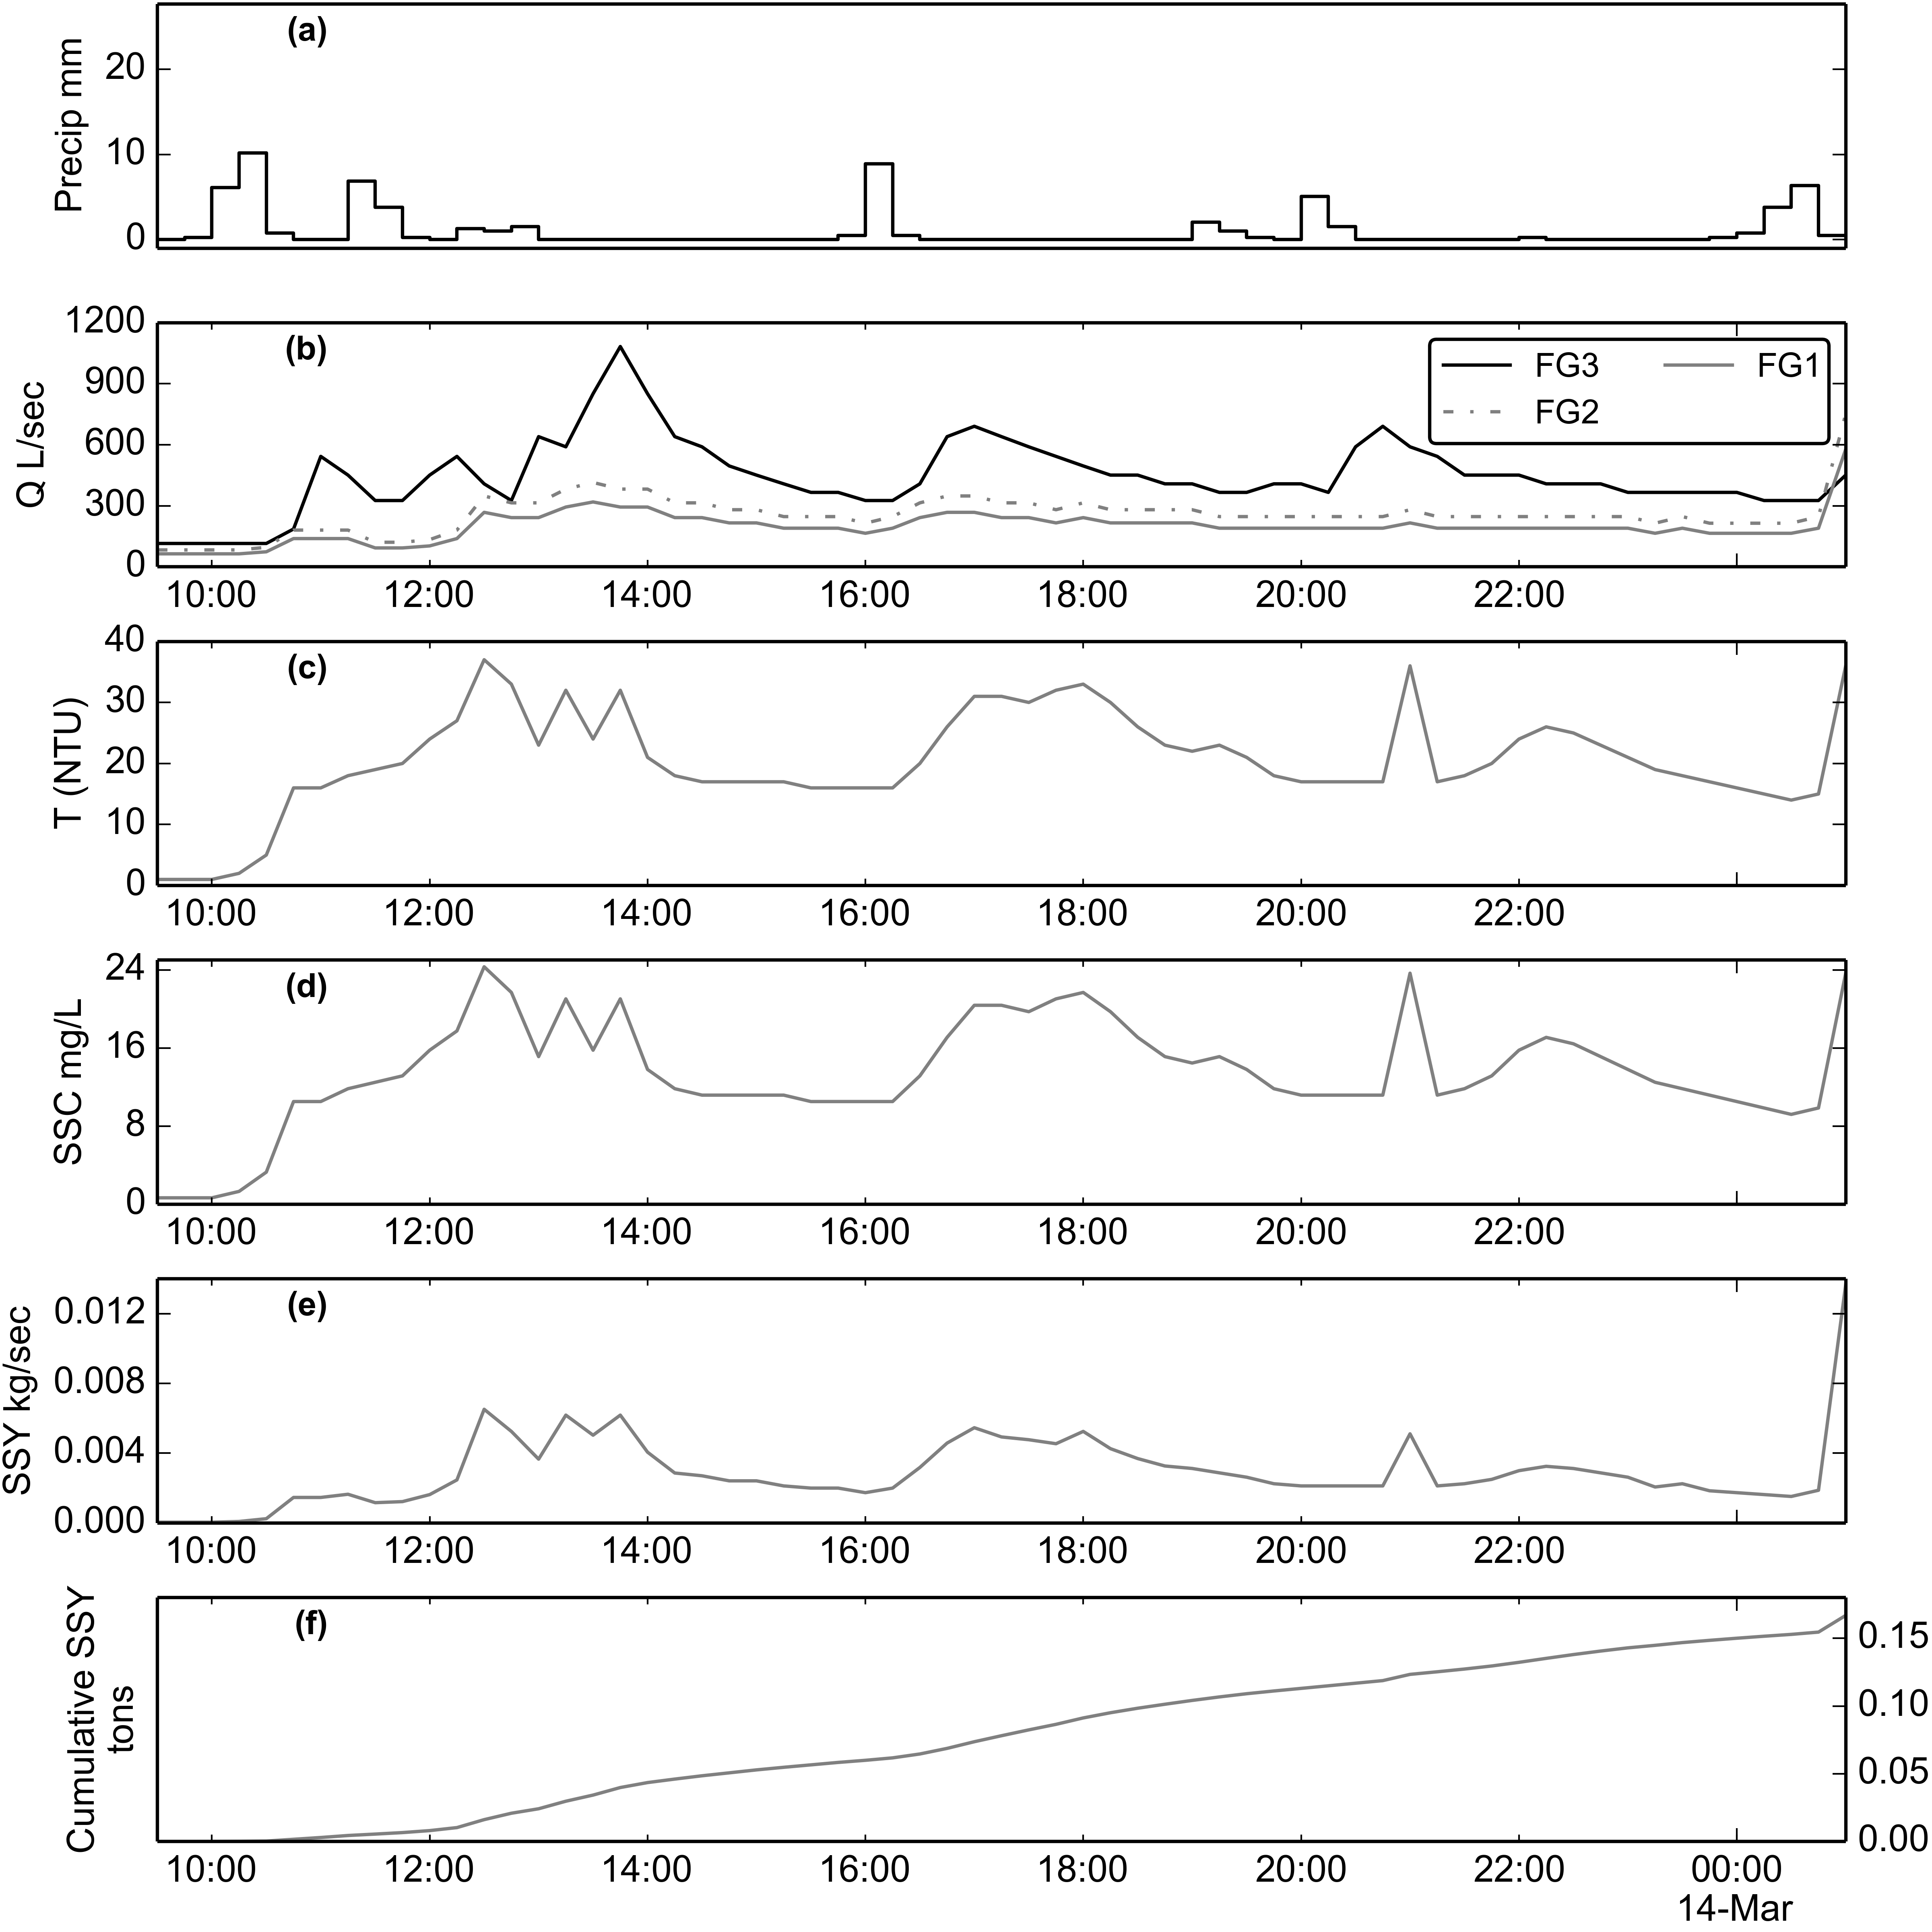 (a)
Precip mm
20
10
0
(b)
Q L/sec
1200
900
600
300
0
FG3 FG1
FG2
10:00 12:00 14:00 16:00 18:00 20:00 22:00
(c)
T (NTU)
40
30
20
10
0
10:00 12:00 14:00 16:00 18:00 20:00 22:00
(d)
SSC mg/L
24
16
8
0
10:00 12:00 14:00 16:00 18:00 20:00 22:00
(e)
SSY kg/sec
0.012
0.008
0.004
0.000
10:00 12:00 14:00 16:00 18:00 20:00 22:00
(f)
Cumulative SSY
tons
0.15
0.10
0.05
0.00
10:00 12:00 14:00 16:00 18:00 20:00 22:00 00:00
14-Mar